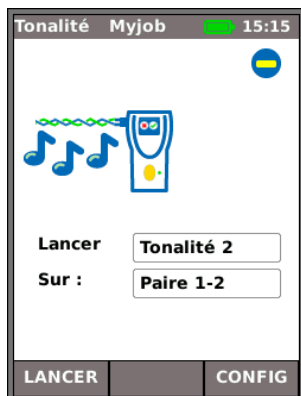 Tonalité Myjob 15:15
Lancer Tonalité 2
Sur : Paire 1-2
LANCER CONFIG